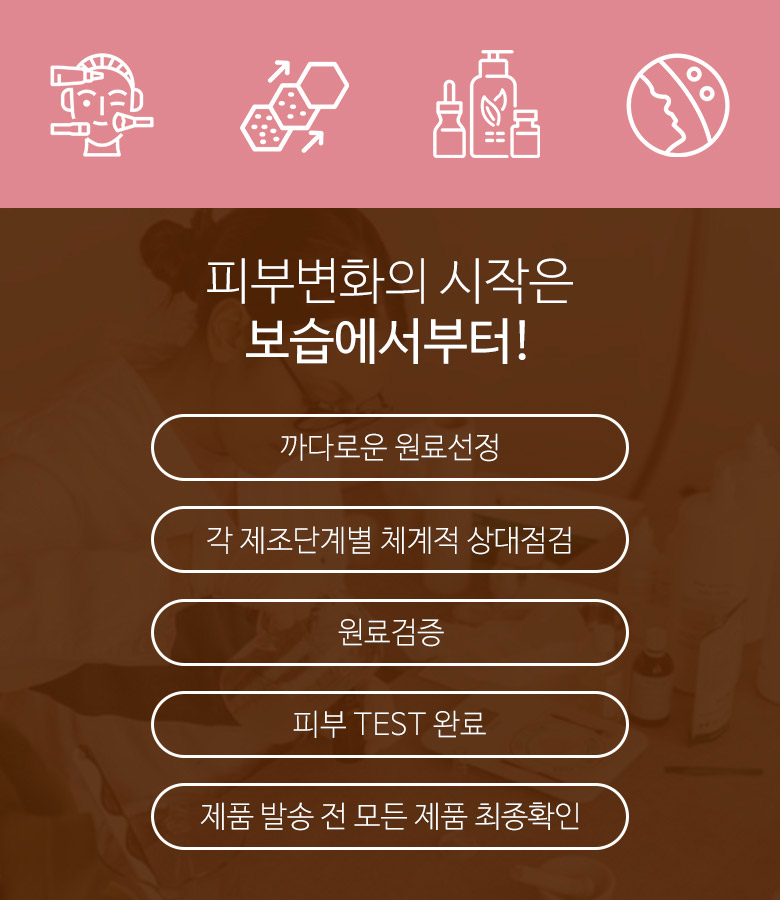 피부변화의 시작은
보습에서부터!
까다로운 원료선정
각 제조단계별 체계적 상대점검
원료검증
피부 TEST 완료
제품 발송 전 모든 제품 최종확인